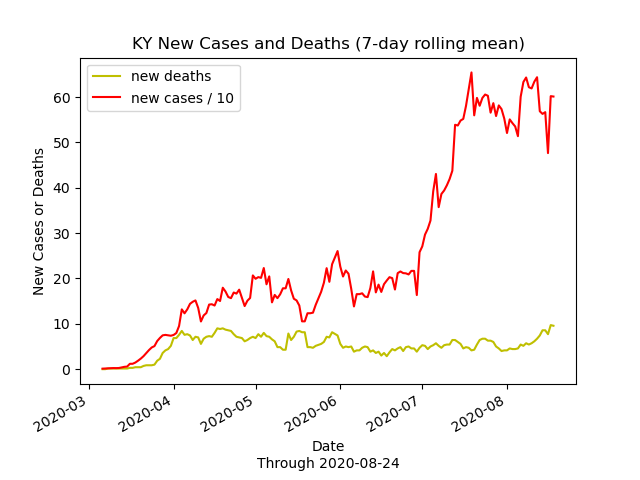 KY New Cases and Deaths (7-day rolling mean)
new deaths
new cases / 10
New Cases or Deaths
60
50
40
30
20
10
0
2020-03
2020-04
2020-05
2020-06
2020-07
2020-08
Date
Through 2020-08-24